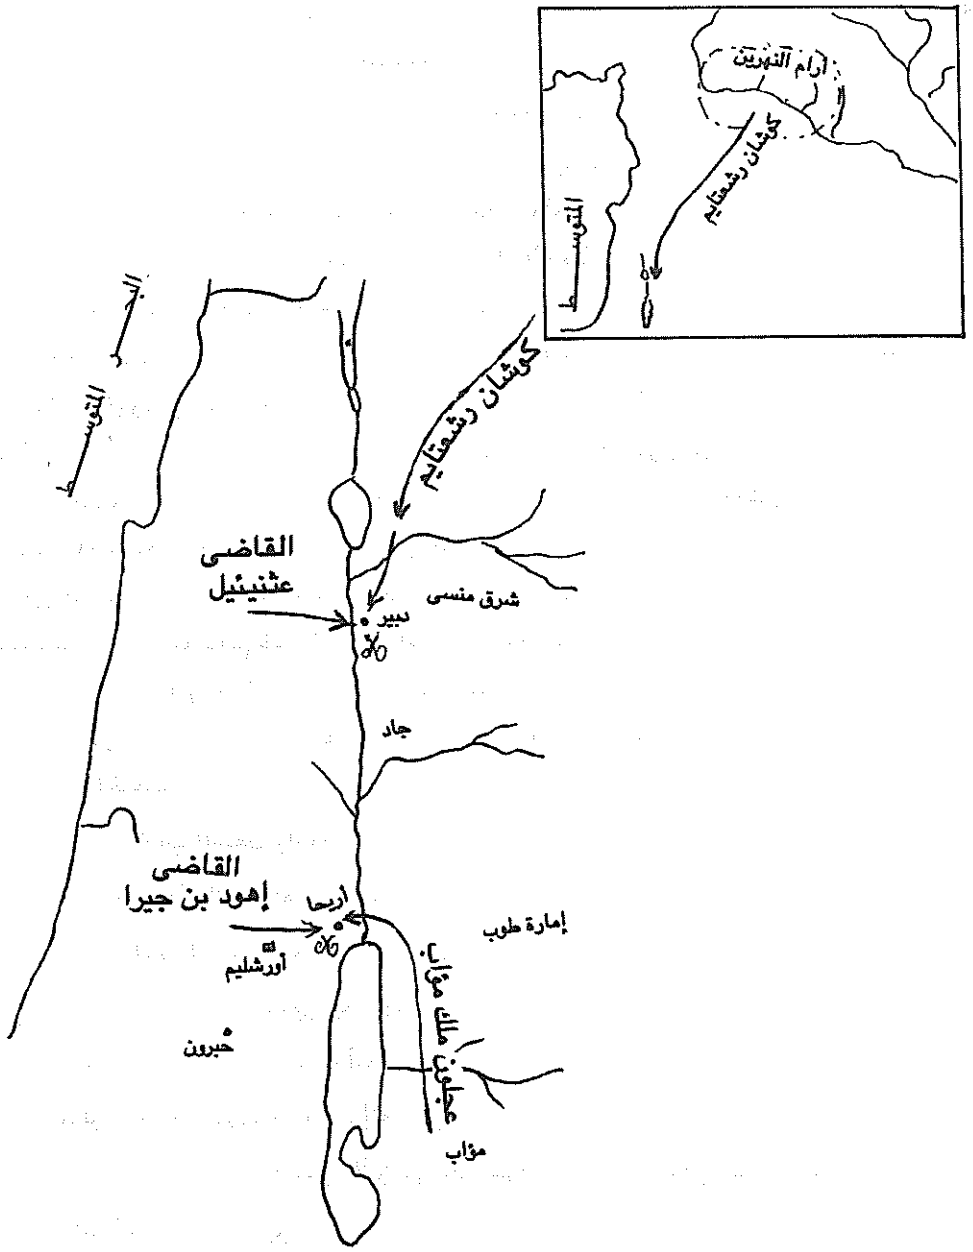 آرام النهرين
كوشان رشعتايم
المتوسط
البحر
المتوسط
كوشان رشعتايم
القاضى
عثنيئيل
دبير
شرق منسى
جاد
القاضى
إهود بن جيرا
أريحا
أورشليم
حبرون
إمارة طوب
عجلون ملك مؤاب
مؤاب